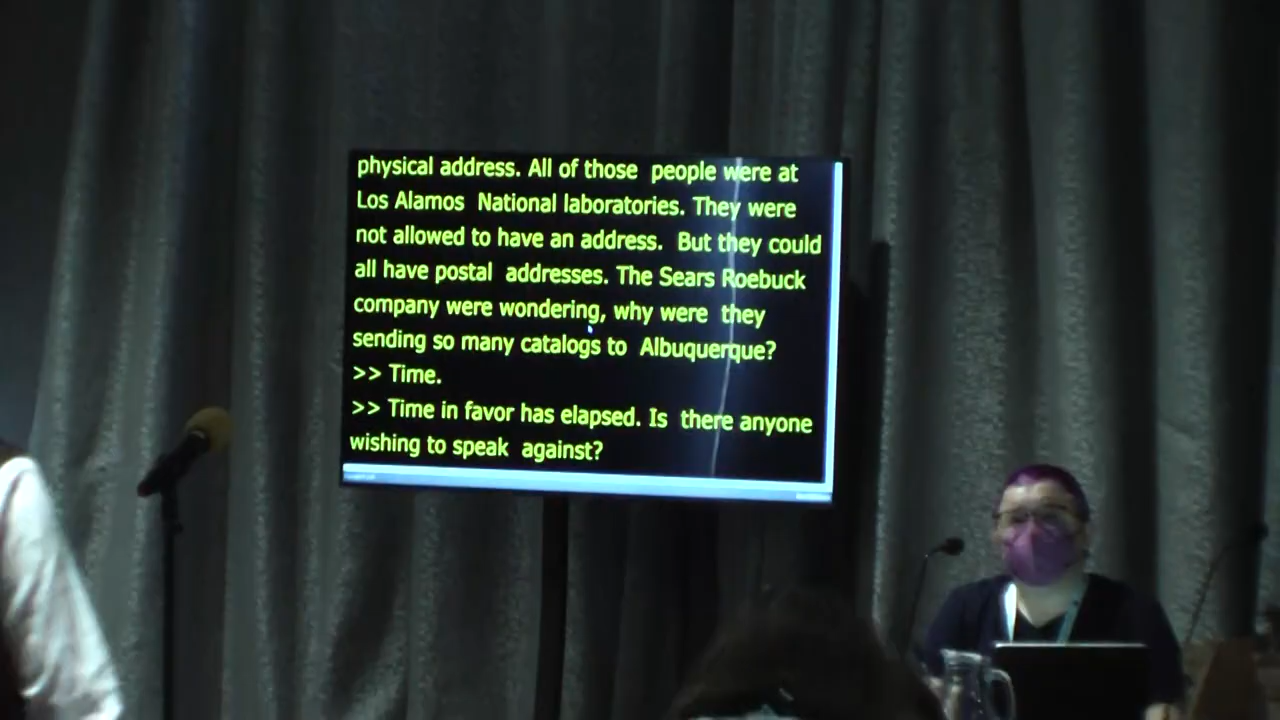 physical address. All of those people were at
Los Alamos National laboratories. They were
not allowed to have an address. But they could
all have postal addresses. The Sears Roebuck
company were wondering, why were they
sending so many catalogs to Albuquerque?
>> Time.
>> Time in favor has elapsed. Is there anyone
wishing to speak against?